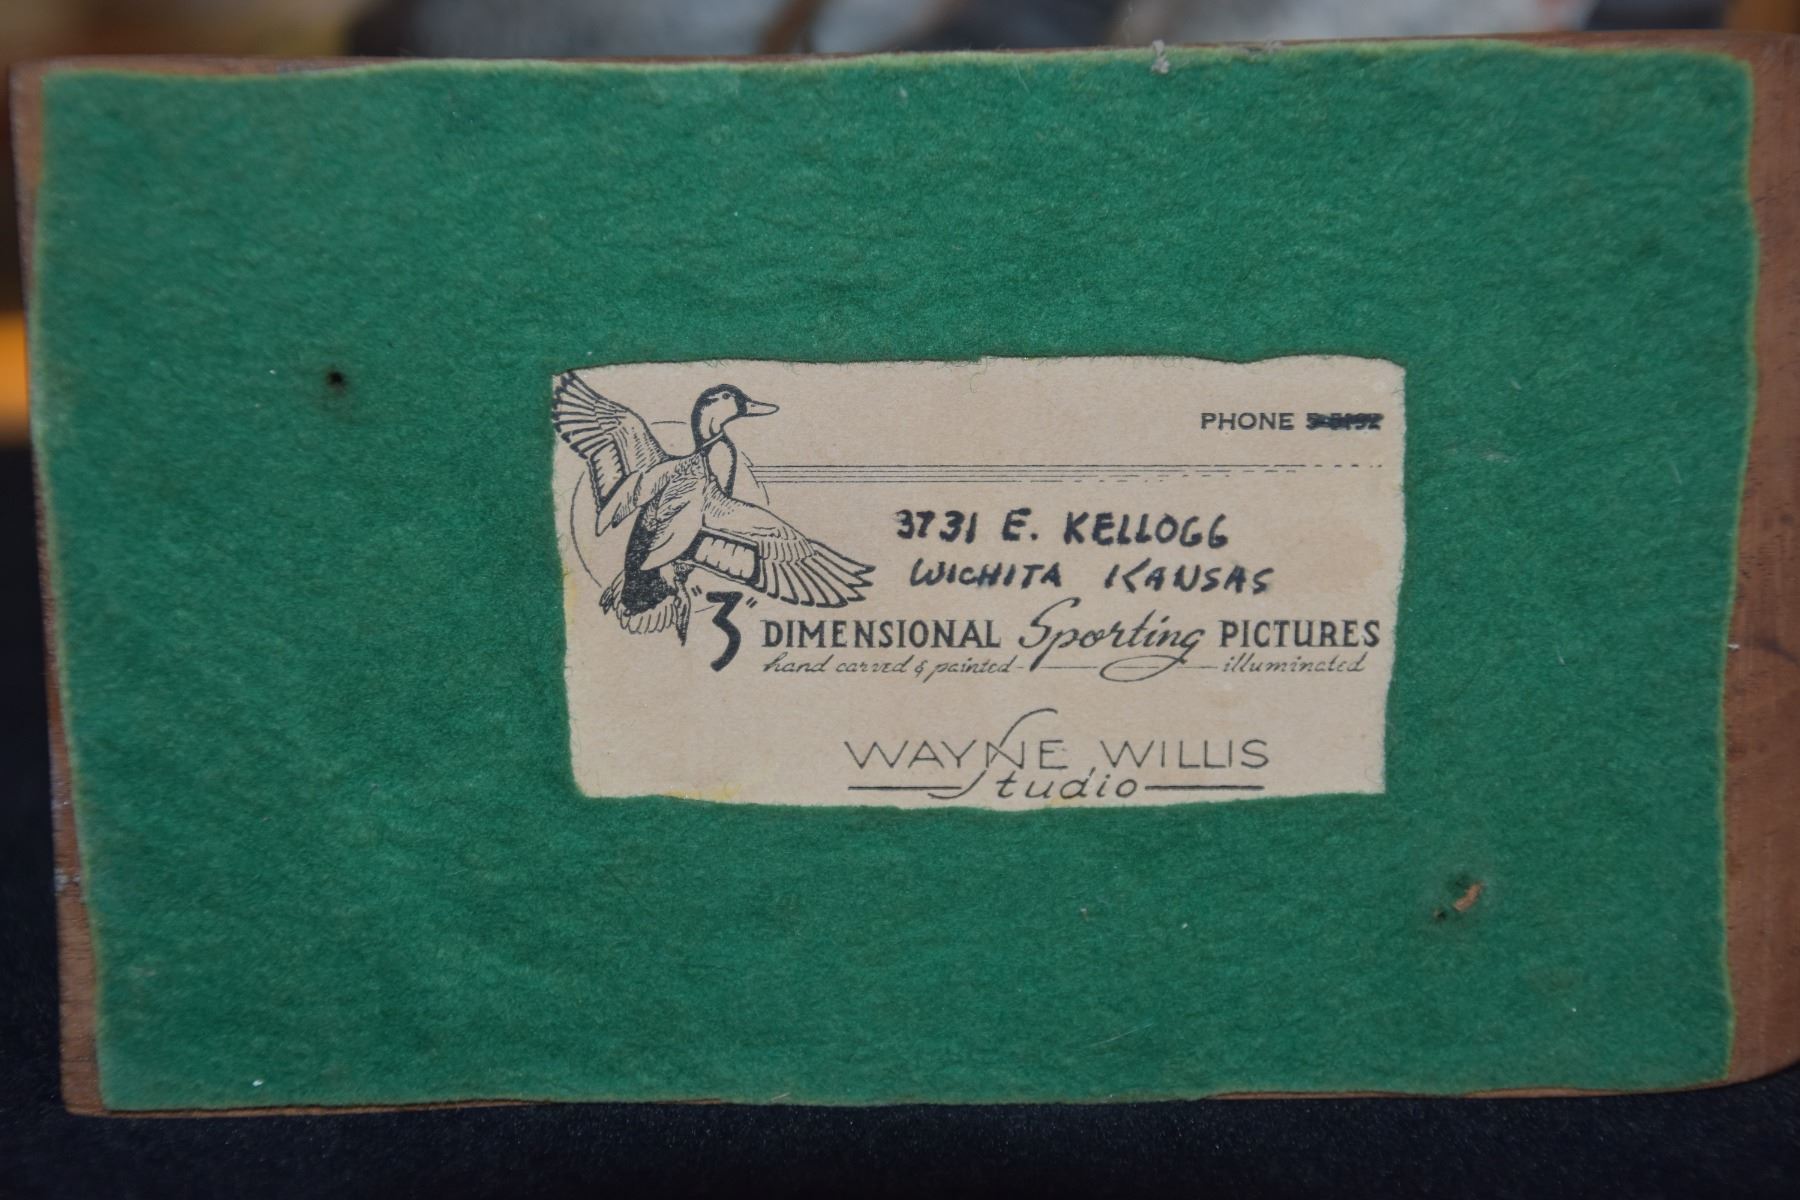 PHONE
3731 E. KELLOGG
WICHITA KANSAS
"3" DIMENSIONAL Sporting PICTURES
hand carved & painted illuminated
WAYNE WILLIS
Studio